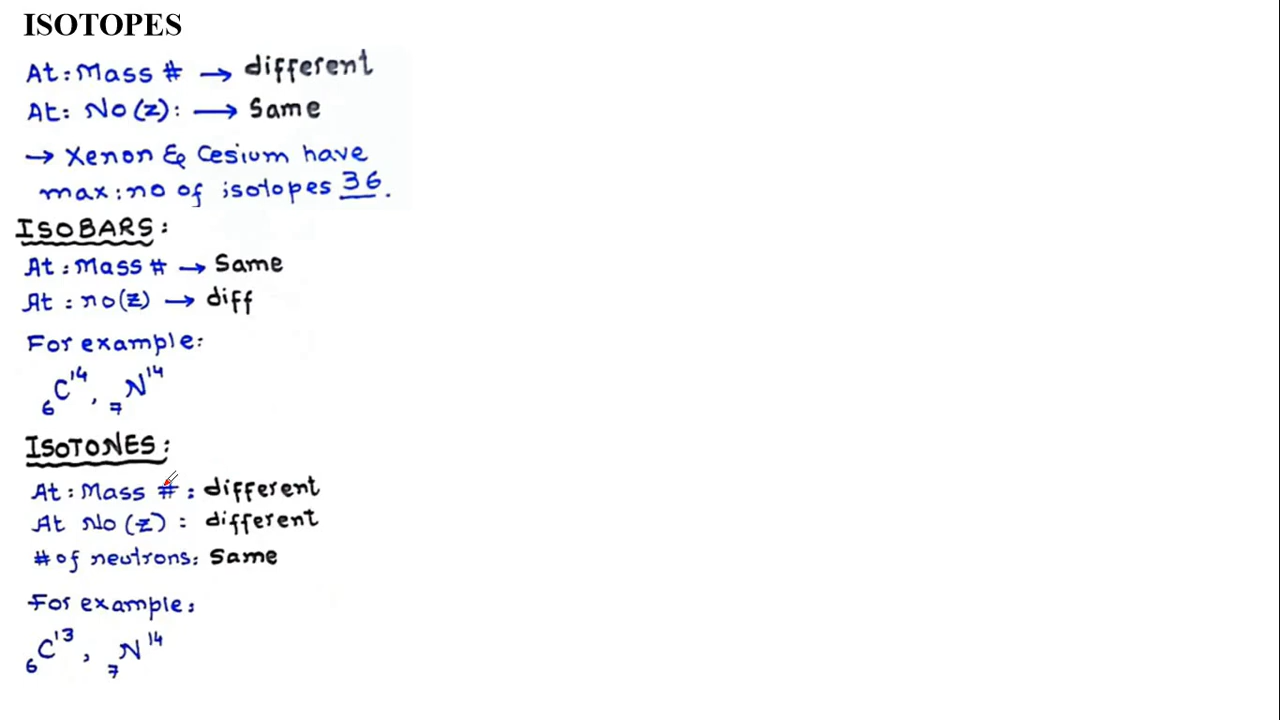 ISOTOPES
At: Mass # → different
At: No(z): → Same
→ Xenon & Cesium have
max: no of isotopes 36.
ISOBARS:
At: Mass # → Same
At: no(z) → diff
For example:
₆C¹⁴, ₇N¹⁴
ISOTONES:
At: Mass #: different
At No(z): different
# of neutrons: Same
For example:
₆C¹³, ₇N¹⁴